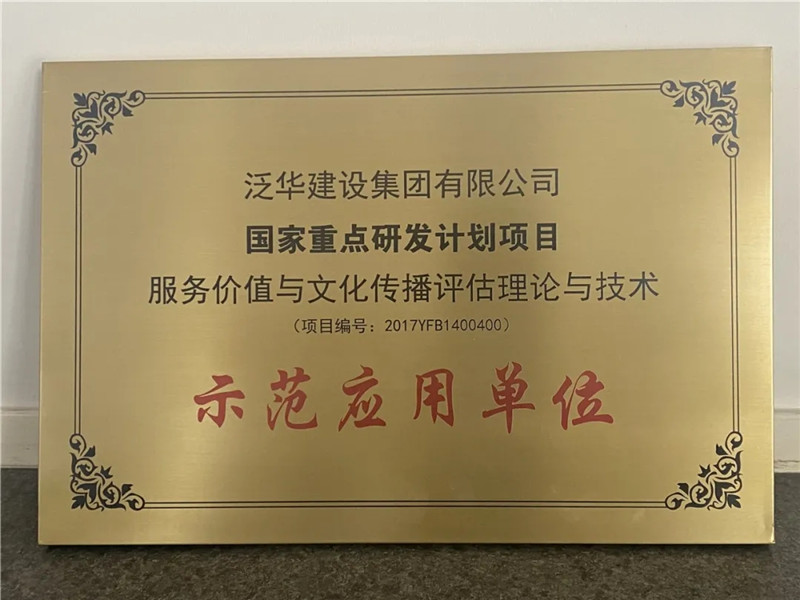 泛华建设集团有限公司
国家重点研发计划项目
服务价值与文化传播评估理论与技术
（项目编号：2017YFB1400400）
示范应用单位